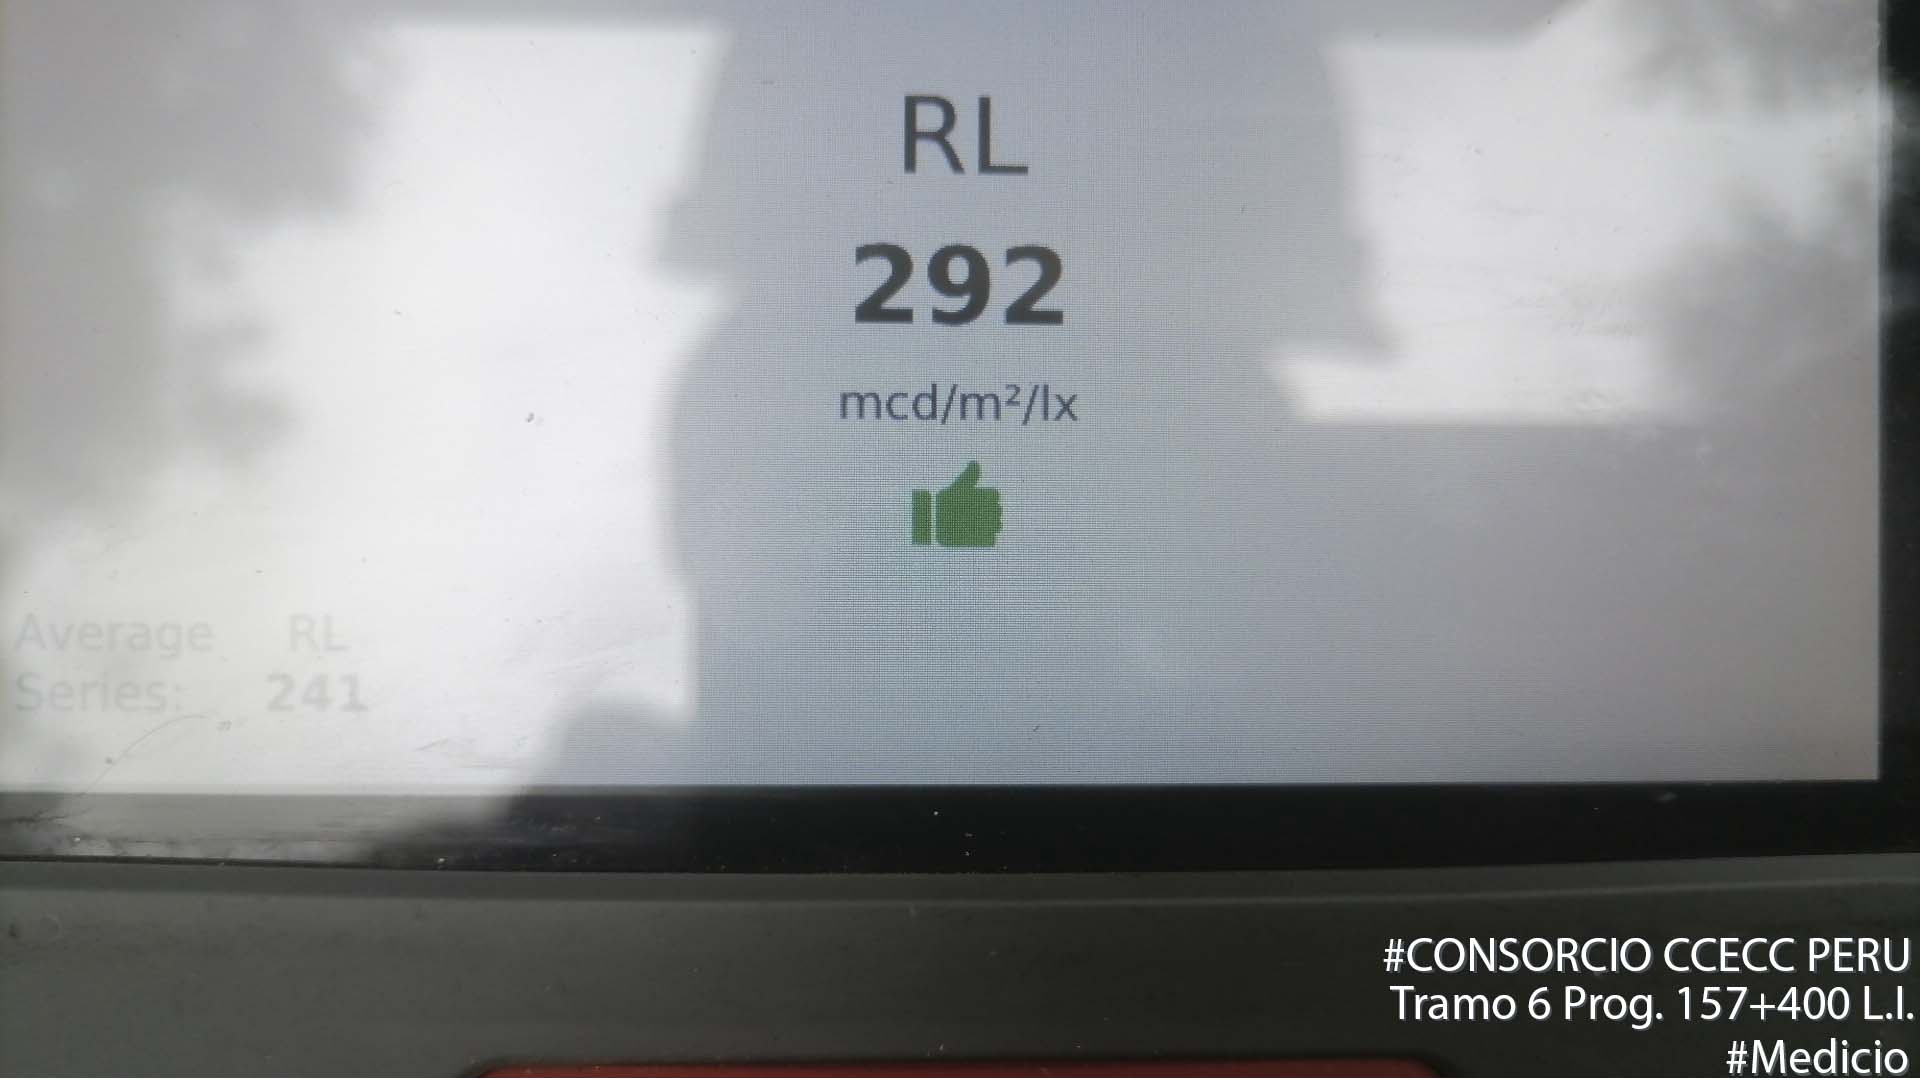 RL
292
mcd/m²/lx
Average RL
Series: 241
#CONSORCIO CCECC PERU
Tramo 6 Prog. 157+400 L.I.
#Medicio